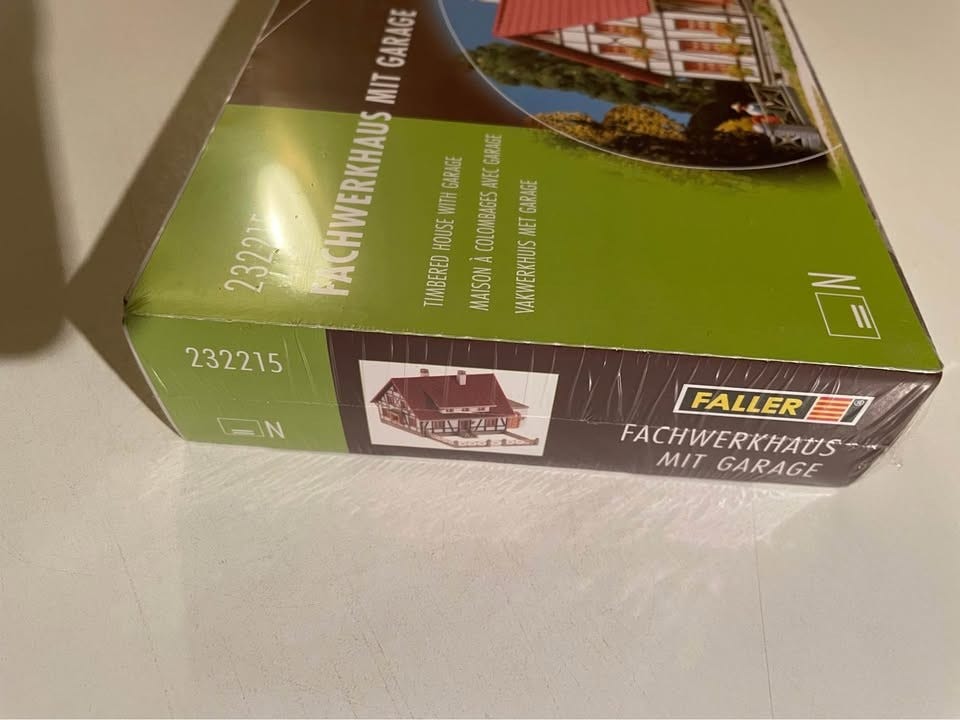 232215
FACHWERKHAUS MIT GARAGE
TIMBERED HOUSE WITH GARAGE
MAISON À COLOMBAGES AVEC GARAGE
VAKWERKHUIS MET GARAGE
N
232215
N
FALLER ®
FACHWERKHAUS
MIT GARAGE